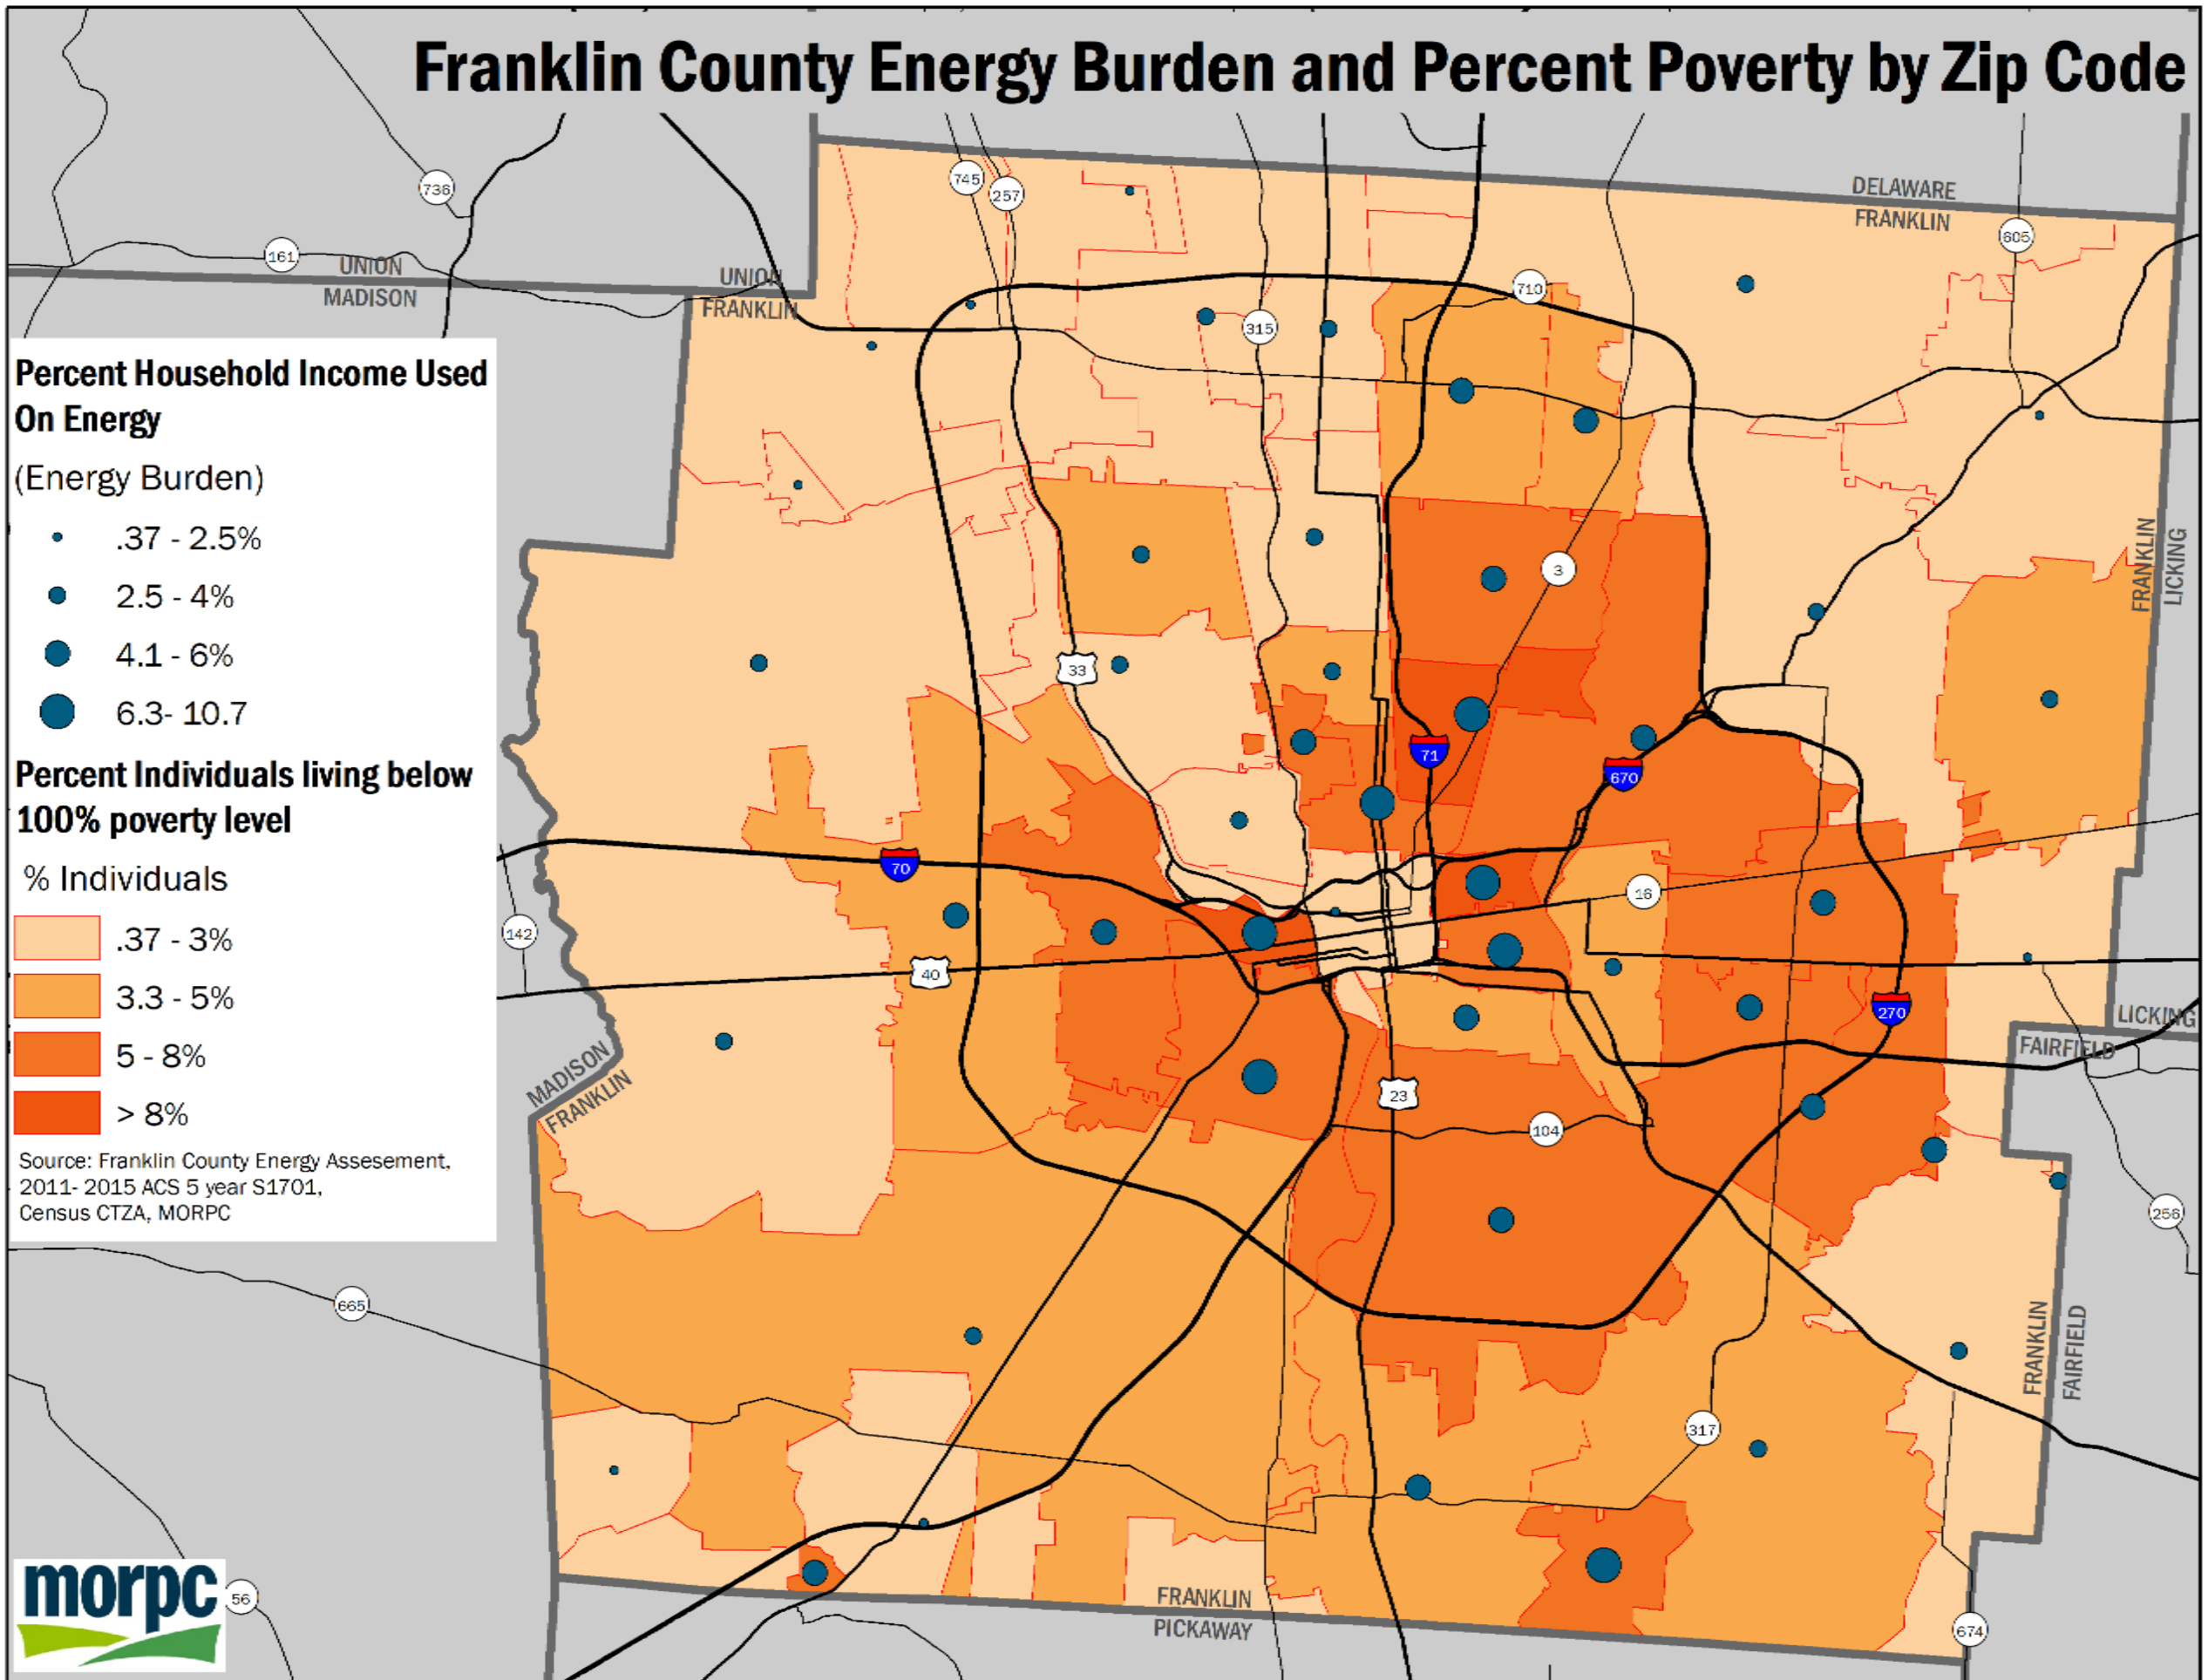 Franklin County Energy Burden and Percent Poverty by Zip Code
745
257
736
DELAWARE
FRANKLIN
605
161
UNION
MADISON
UNION
FRANKLIN
710
315
Percent Household Income Used
On Energy
(Energy Burden)
.37 - 2.5%
2.5 - 4%
4.1 - 6%
6.3- 10.7
Percent Individuals living below
100% poverty level
% Individuals
.37 - 3%
3.3 - 5%
5 - 8%
> 8%
Source: Franklin County Energy Assesement,
2011- 2015 ACS 5 year S1701,
Census CTZA, MORPC
FRANKLIN
LICKING
3
33
71
670
70
16
142
40
270
LICKING
FAIRFIELD
MADISON
FRANKLIN
23
104
256
665
FRANKLIN
FAIRFIELD
317
morpc
56
FRANKLIN
PICKAWAY
674